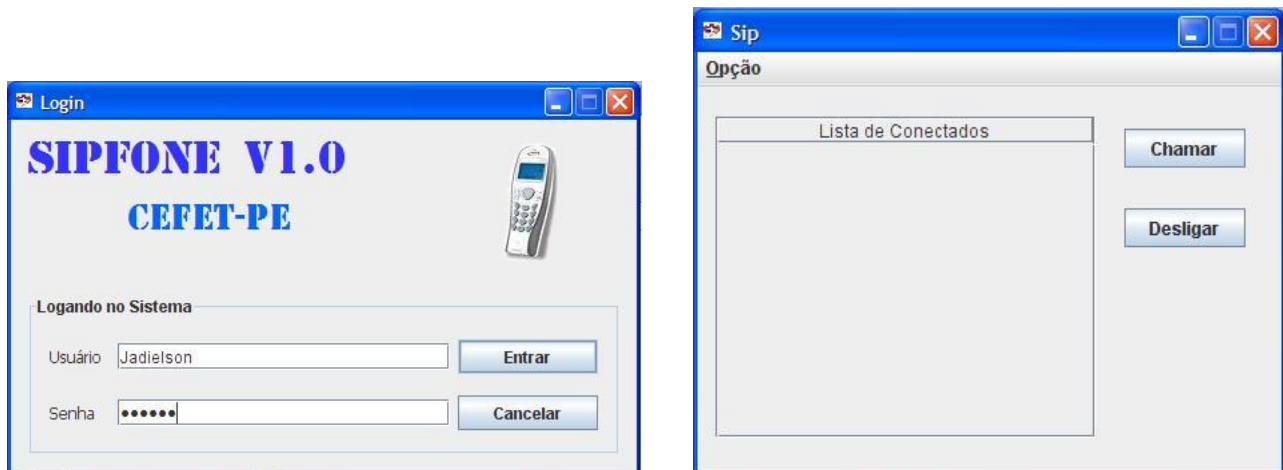 Login
SIPFONE V1.0
CEFET-PE
Logando no Sistema
Usuário Jadielson Entrar
Senha •••••• Cancelar
Sip
Opção
Lista de Conectados
Chamar
Desligar